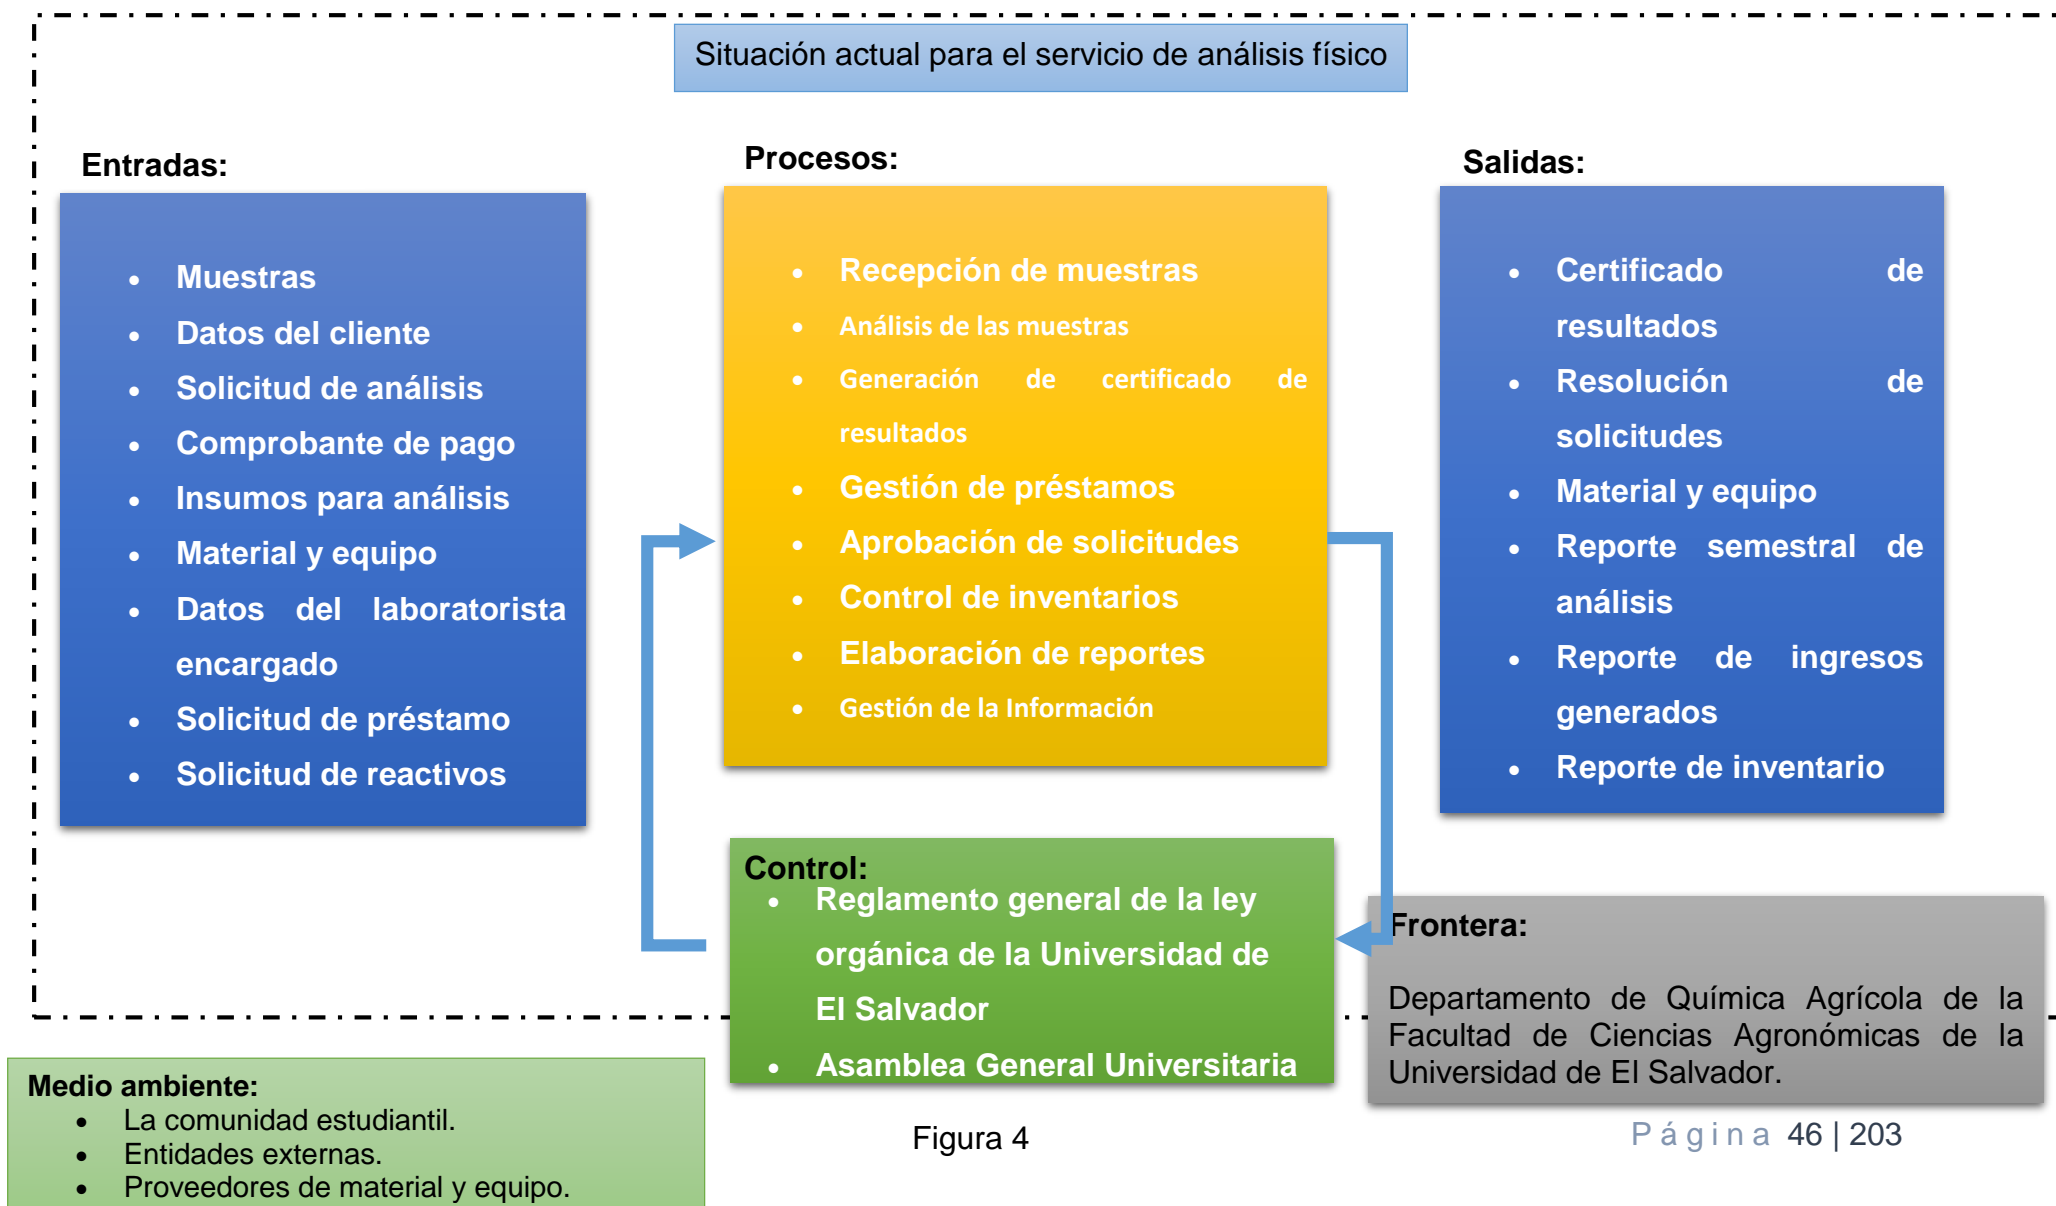 Situación actual para el servicio de análisis físico
Entradas:
• Muestras
• Datos del cliente
• Solicitud de análisis
• Comprobante de pago
• Insumos para análisis
• Material y equipo
• Datos del laboratorista
encargado
• Solicitud de préstamo
• Solicitud de reactivos
Procesos:
• Recepción de muestras
• Análisis de las muestras
• Generación de certificado de
resultados
• Gestión de préstamos
• Aprobación de solicitudes
• Control de inventarios
• Elaboración de reportes
• Gestión de la Información
Salidas:
• Certificado de
resultados
• Resolución de
solicitudes
• Material y equipo
• Reporte semestral de
análisis
• Reporte de ingresos
generados
• Reporte de inventario
Control:
• Reglamento general de la ley
orgánica de la Universidad de
El Salvador
• Asamblea General Universitaria
Frontera:
Departamento de Química Agrícola de la
Facultad de Ciencias Agronómicas de la
Universidad de El Salvador.
Medio ambiente:
• La comunidad estudiantil.
• Entidades externas.
• Proveedores de material y equipo.
Figura 4
Página 46 | 203